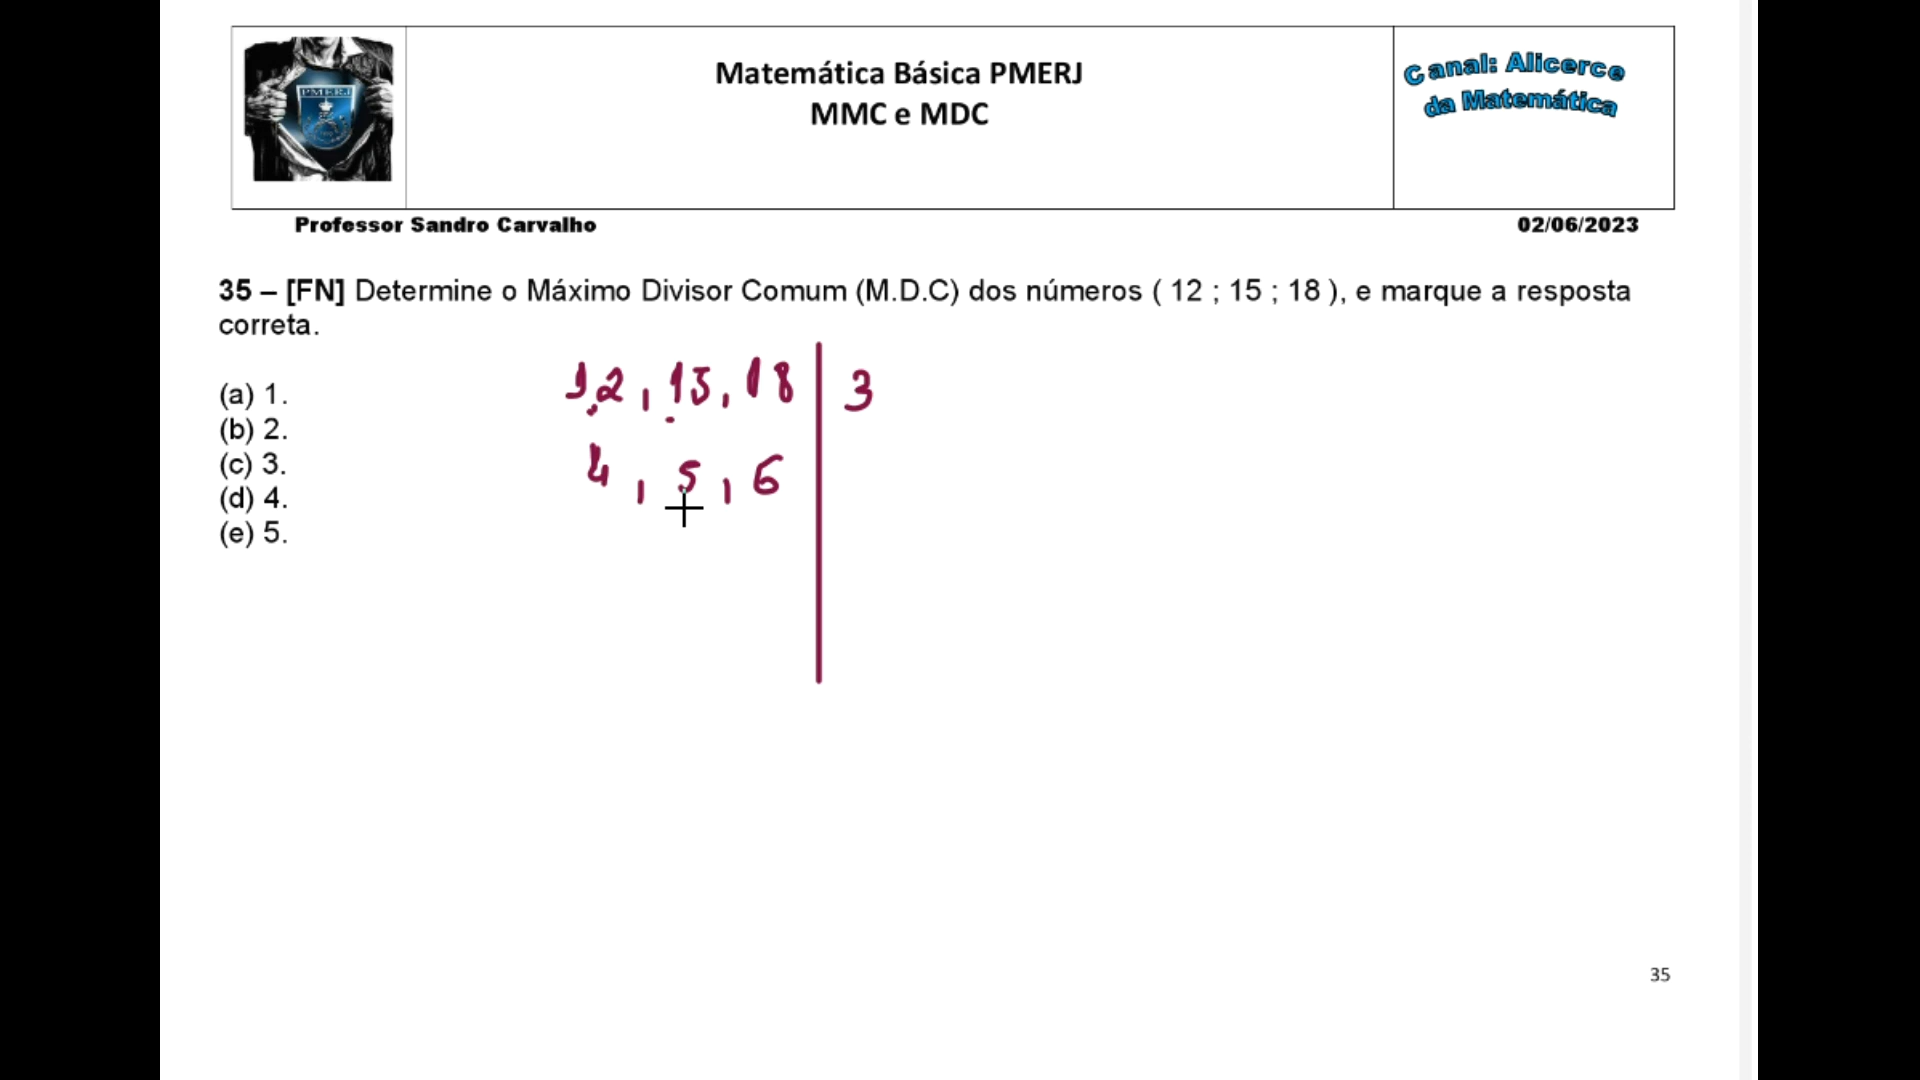 PMERJ
Matemática Básica PMERJ
MMC e MDC
Canal: Alicerce
da Matemática
Professor Sandro Carvalho
02/06/2023
35 – [FN] Determine o Máximo Divisor Comum (M.D.C) dos números ( 12 ; 15 ; 18 ), e marque a resposta
correta.
(a) 1.
(b) 2.
(c) 3.
(d) 4.
(e) 5.
12, 15, 18 | 3
4, 5, 6
35